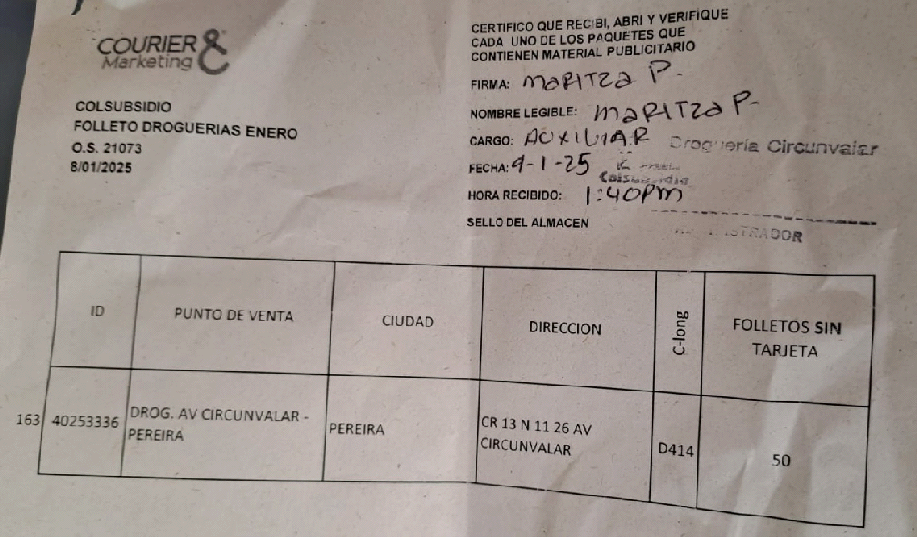 COURIER &
Marketing
COLSUBSIDIO
FOLLETO DROGUERIAS ENERO
O.S. 21073
8/01/2025
CERTIFICO QUE RECIBI, ABRI Y VERIFIQUE
CADA UNO DE LOS PAQUETES QUE
CONTIENEN MATERIAL PUBLICITARIO
FIRMA: MARITZA P.
NOMBRE LEGIBLE: MARITZA P.
CARGO: AUXILIAR Droguería Circunvalar
FECHA: 9-1-25
Colsubsidio
HORA RECIBIDO: 1:40PM
SELLO DEL ALMACEN
ADMINISTRADOR
ID PUNTO DE VENTA CIUDAD DIRECCION C-long FOLLETOS SIN
TARJETA
163 40253336 DROG. AV CIRCUNVALAR - PEREIRA CR 13 N 11 26 AV D414 50
PEREIRA CIRCUNVALAR